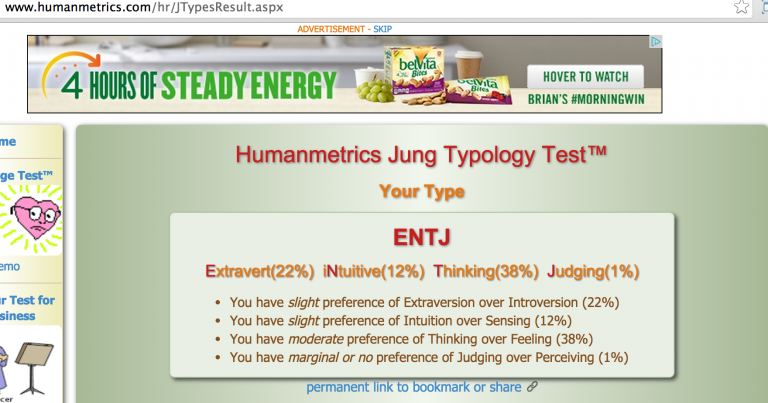 www.humanmetrics.com/hr/JTypesResult.aspx
ADVERTISEMENT - SKIP
4 HOURS OF STEADY ENERGY
belVita
Bites
belVita
Bites
HOVER TO WATCH
BRIAN'S #MORNINGWIN
me
ge Test™
emo
r Test for
siness
cer
Humanmetrics Jung Typology Test™
Your Type
ENTJ
Extravert(22%) iNtuitive(12%) Thinking(38%) Judging(1%)
• You have slight preference of Extraversion over Introversion (22%)
• You have slight preference of Intuition over Sensing (12%)
• You have moderate preference of Thinking over Feeling (38%)
• You have marginal or no preference of Judging over Perceiving (1%)
permanent link to bookmark or share